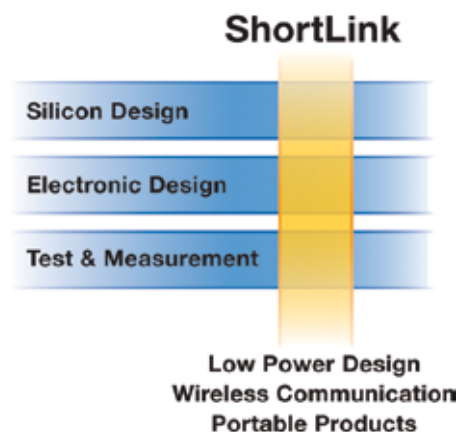 ShortLink
Silicon Design
Electronic Design
Test & Measurement
Low Power Design
Wireless Communication
Portable Products